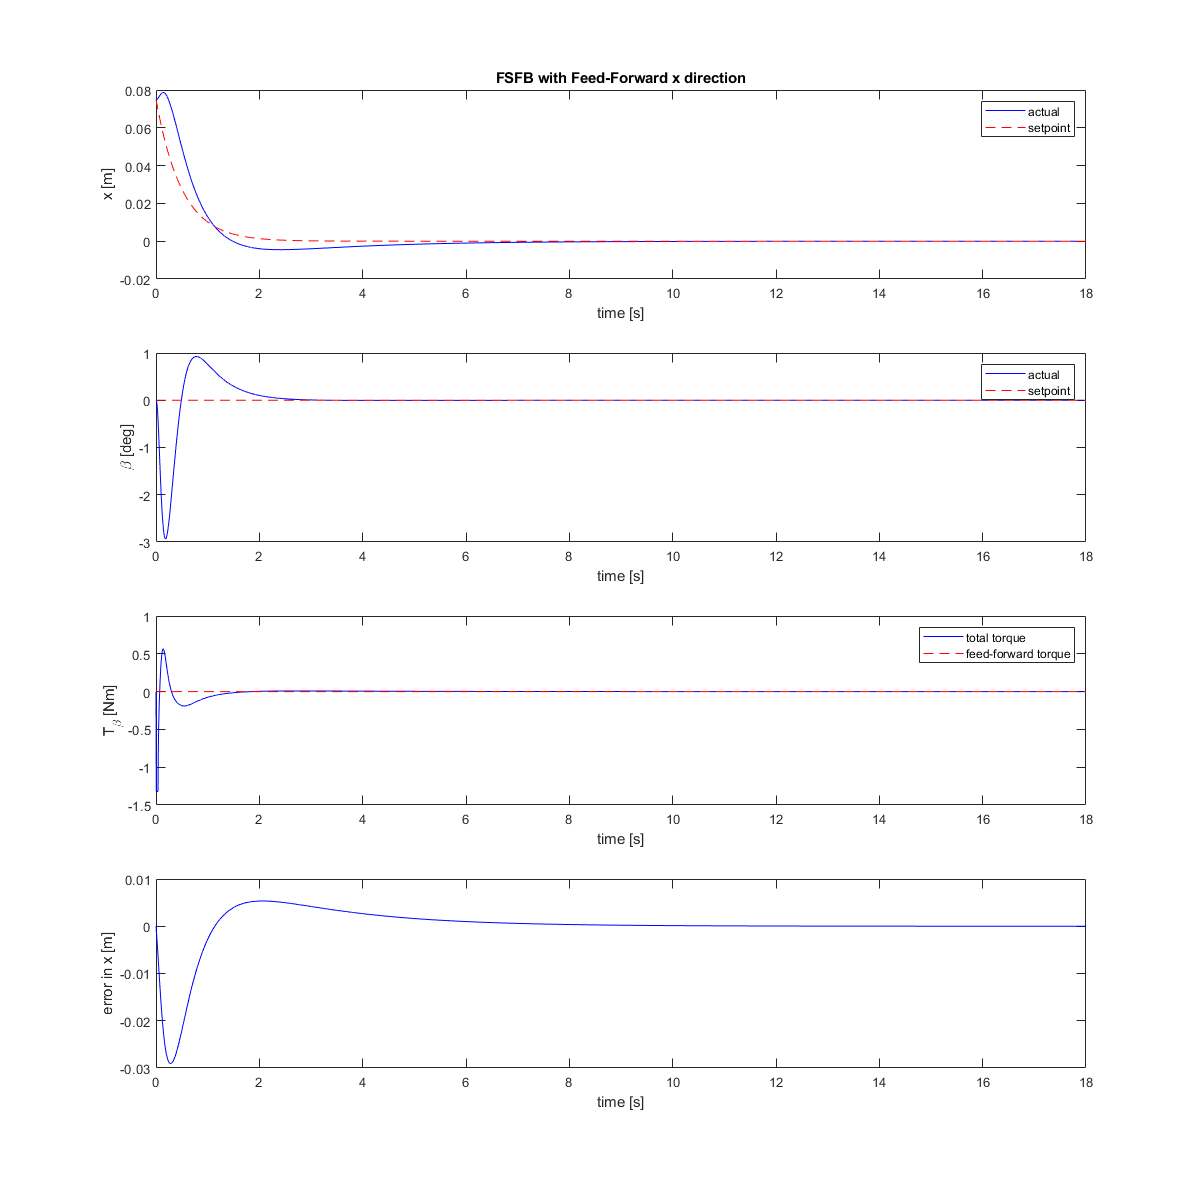 FSFB with Feed-Forward x direction
0.08
0.06
0.04
0.02
0
-0.02
x [m]
actual
setpoint
0 2 4 6 8 10 12 14 16 18
time [s]
1
0
-1
-2
-3
β [deg]
actual
setpoint
0 2 4 6 8 10 12 14 16 18
time [s]
1
0.5
0
-0.5
-1
-1.5
Tβ [Nm]
total torque
feed-forward torque
0 2 4 6 8 10 12 14 16 18
time [s]
0.01
0
-0.01
-0.02
-0.03
error in x [m]
0 2 4 6 8 10 12 14 16 18
time [s]